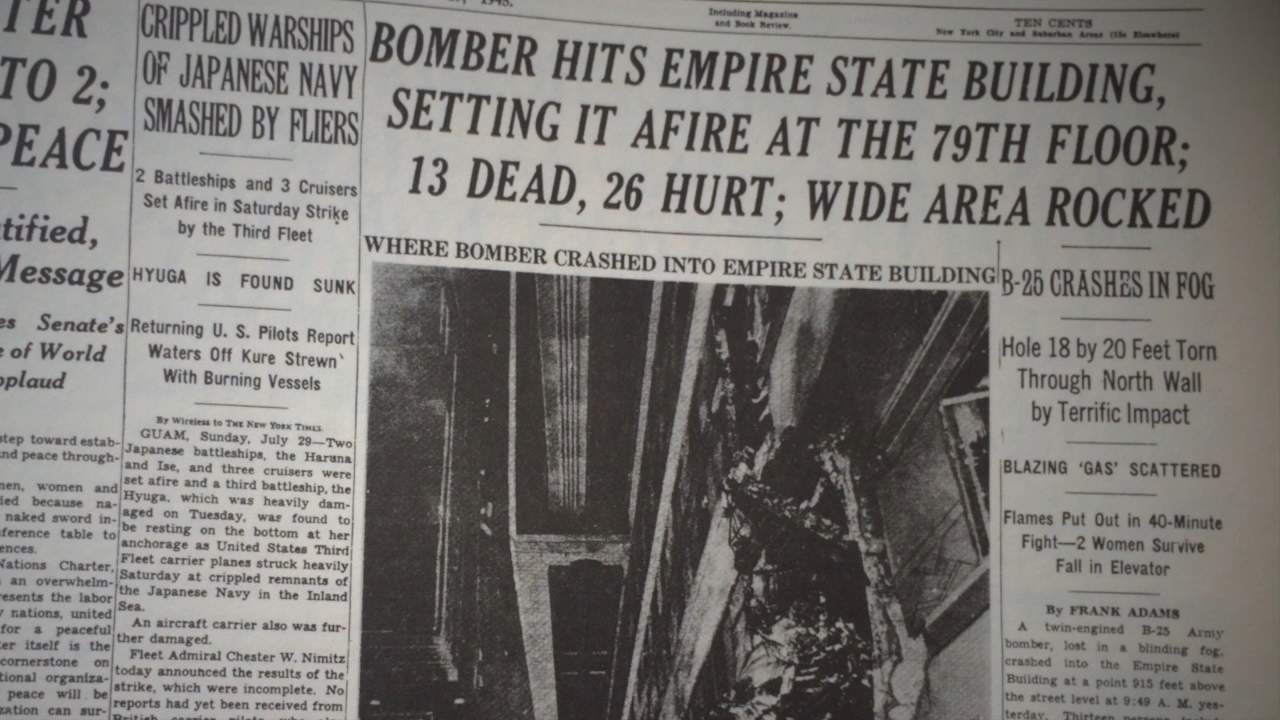 1945.
Including Magazine
and Book Review.
TEN CENTS
New York City and Suburban Areas (15c Elsewhere)
TER
TO 2;
PEACE
tified,
Message
es Senate's
e of World
pplaud
step toward estab-
and peace through-
men, women and
ied because na-
naked sword in-
ference table to
ences.
Nations Charter,
an overwhelm-
resents the labor
y nations, united
for a peaceful
ter itself is the
cornerstone on
tional organiza-
peace will be
zation can sur-
CRIPPLED WARSHIPS
OF JAPANESE NAVY
SMASHED BY FLIERS
2 Battleships and 3 Cruisers
Set Afire in Saturday Strike
by the Third Fleet
HYUGA IS FOUND SUNK
Returning U. S. Pilots Report
Waters Off Kure Strewn
With Burning Vessels
By Wireless to THE NEW YORK TIMES.
GUAM, Sunday, July 29—Two
Japanese battleships, the Haruna
and Ise, and three cruisers were
set afire and a third battleship, the
Hyuga, which was heavily dam-
aged on Tuesday, was found to
be resting on the bottom at her
anchorage as United States Third
Fleet carrier planes struck heavily
Saturday at crippled remnants of
the Japanese Navy in the Inland
Sea.
An aircraft carrier also was fur-
ther damaged.
Fleet Admiral Chester W. Nimitz
today announced the results of the
strike, which were incomplete. No
reports had yet been received from
British carrier pilots who
BOMBER HITS EMPIRE STATE BUILDING,
SETTING IT AFIRE AT THE 79TH FLOOR;
13 DEAD, 26 HURT; WIDE AREA ROCKED
WHERE BOMBER CRASHED INTO EMPIRE STATE BUILDING
B-25 CRASHES IN FOG
Hole 18 by 20 Feet Torn
Through North Wall
by Terrific Impact
BLAZING 'GAS' SCATTERED
Flames Put Out in 40-Minute
Fight—2 Women Survive
Fall in Elevator
By FRANK ADAMS
A twin-engined B-25 Army
bomber, lost in a blinding fog,
crashed into the Empire State
Building at a point 915 feet above
the street level at 9:49 A. M. yes-
terday. Thirteen persons